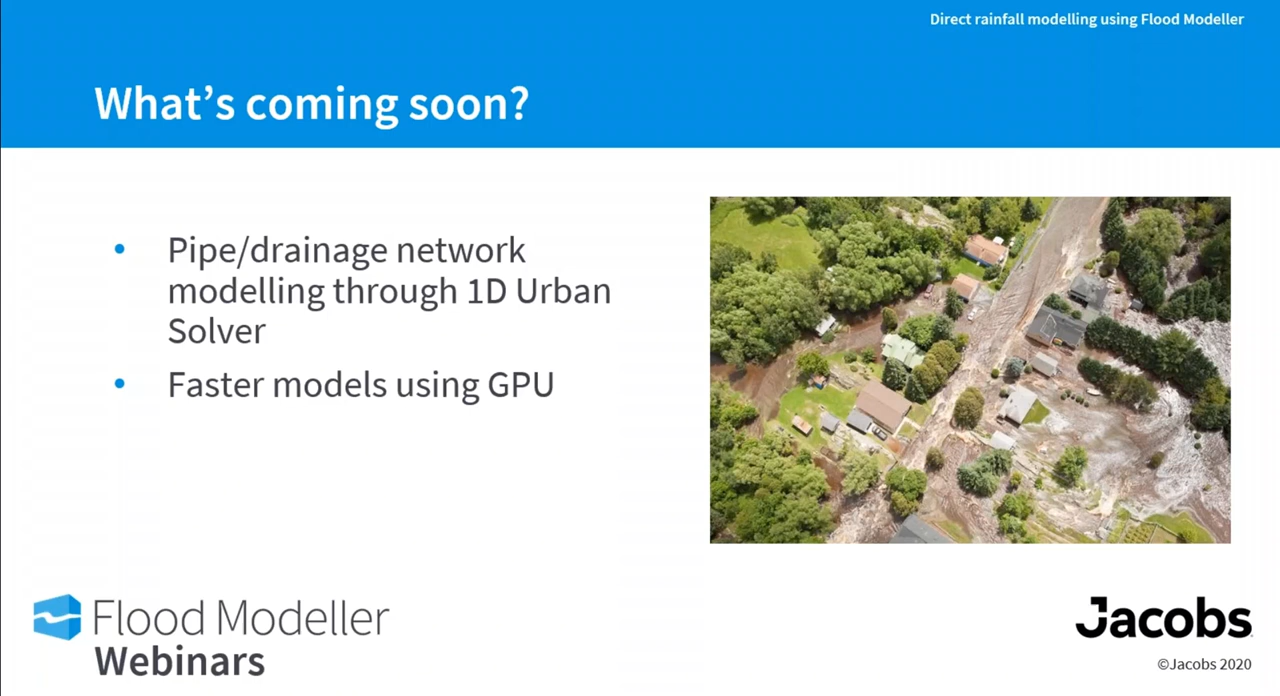 Direct rainfall modelling using Flood Modeller
What's coming soon?
• Pipe/drainage network
modelling through 1D Urban
Solver
• Faster models using GPU
Flood Modeller
Webinars
Jacobs
©Jacobs 2020